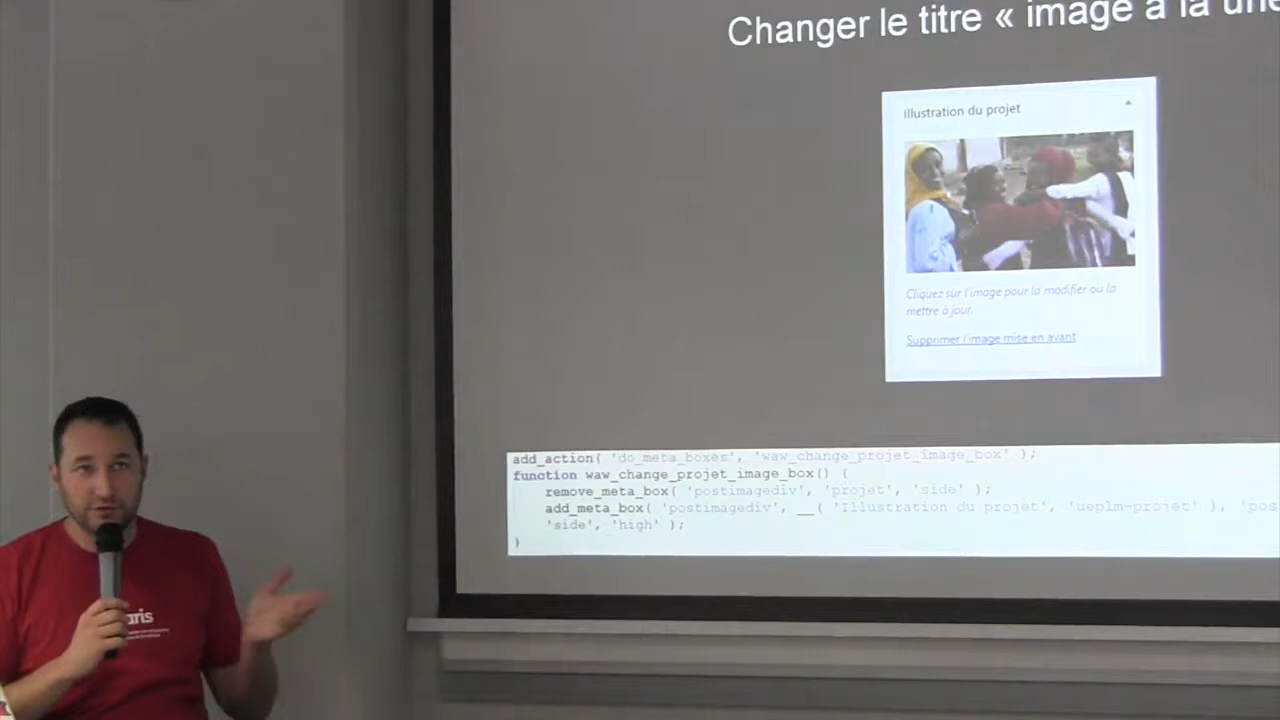 Changer le titre « image à la une
Illustration du projet
Cliquez sur l'image pour la modifier ou la
mettre à jour.
Supprimer l'image mise en avant
add_action( 'do_meta_boxes', 'waw_change_projet_image_box' );
function waw_change_projet_image_box() {
remove_meta_box( 'postimagediv', 'projet', 'side' );
add_meta_box( 'postimagediv', __( 'Illustration du projet', 'ueplm-projet' ), 'pos
'side', 'high' );
}
aris